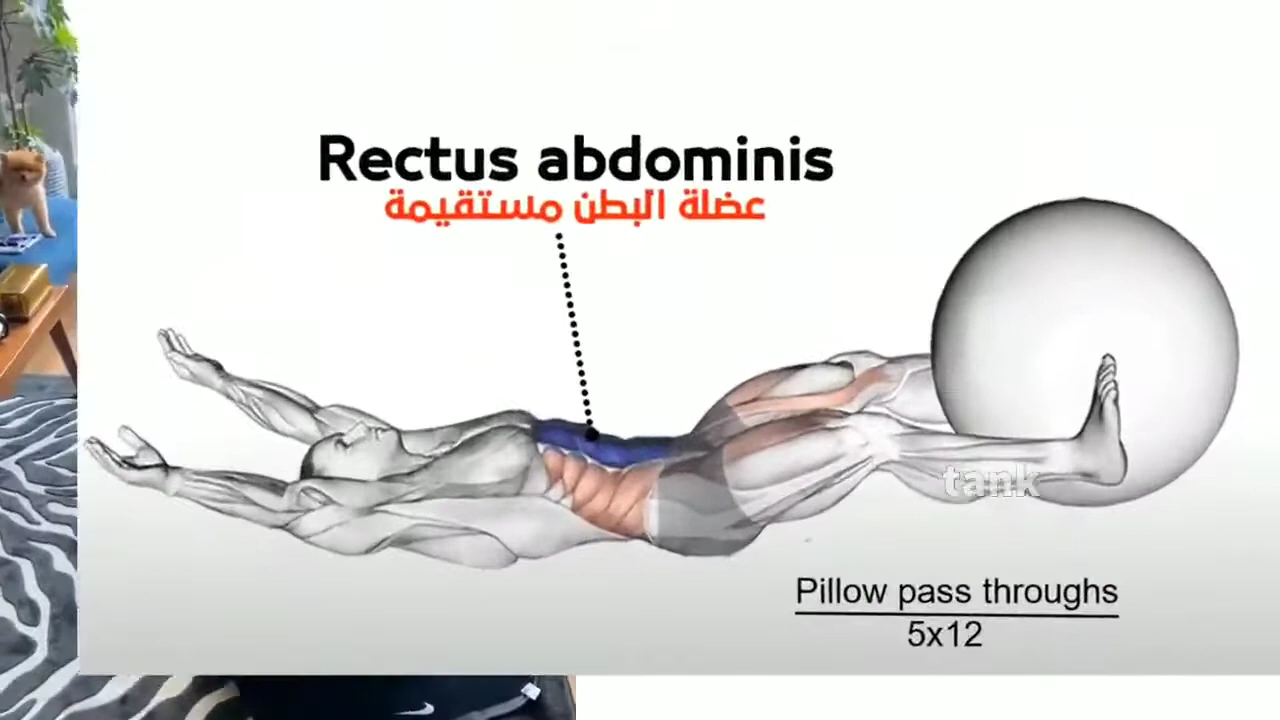 Rectus abdominis
عضلة البطن مستقيمة
tank
Pillow pass throughs
5x12